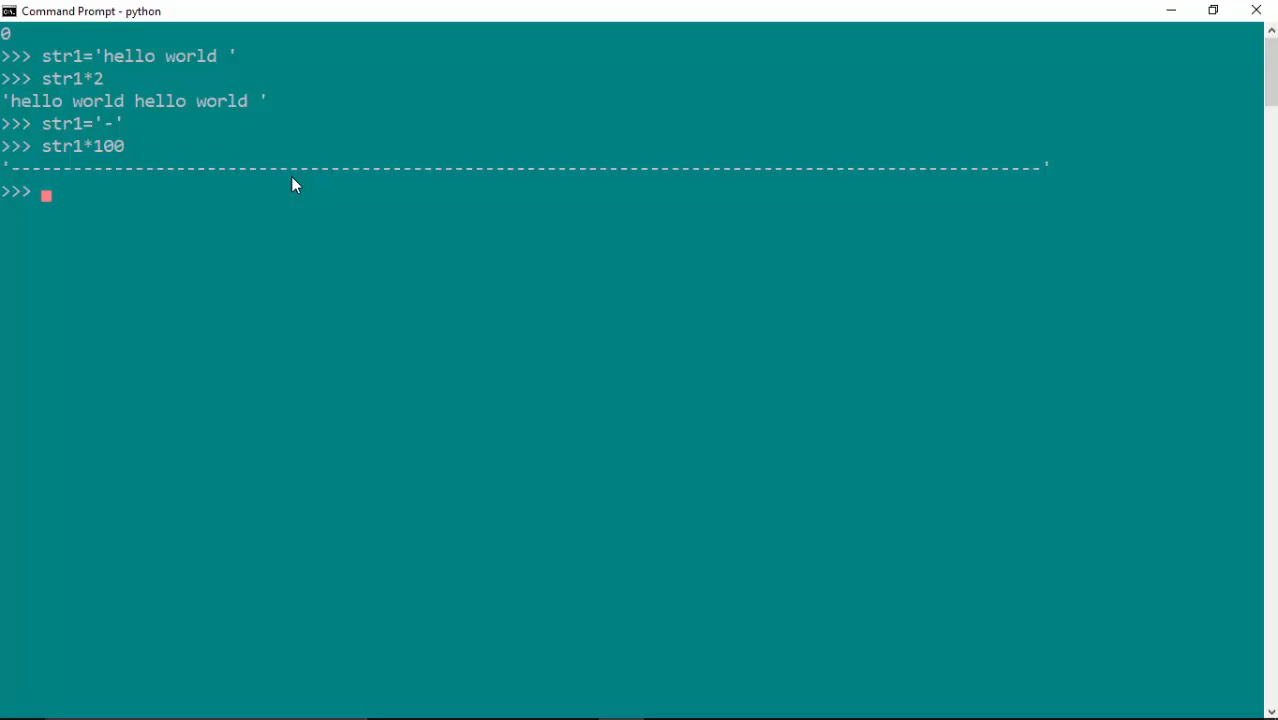 Command Prompt - python
0
>>> str1='hello world '
>>> str1*2
'hello world hello world '
>>> str1='-'
>>> str1*100
'----------------------------------------------------------------------------------------------------'
>>>